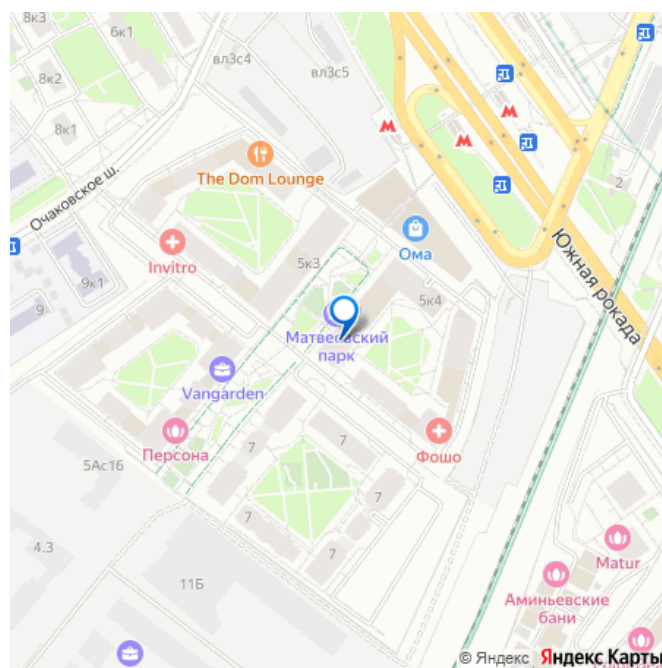 6к1
8к3
8к2
вл3с4
вл3с5
8к1
The Dom Lounge
2
Очаковское ш.
Ома
Invitro
5к3
Южная рокада
9к1
5к4
9
Матвеевский
парк
Vangarden
Персона
7
Фошо
5Ас16
7
7
4.3
7
7
Matur
11Б
Аминьевские
бани
© Яндекс Яндекс Карты